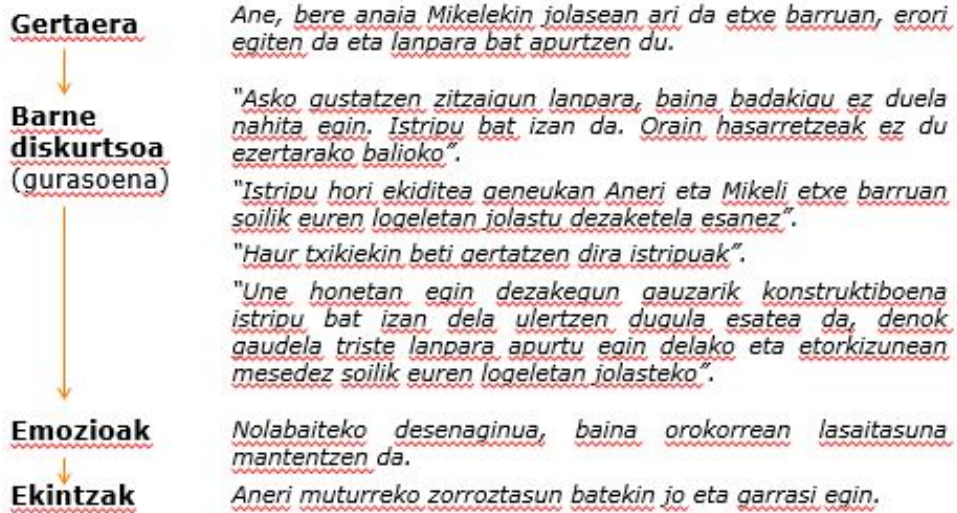 Gertaera
Ane, bere anaia Mikelekin jolasean ari da etxe barruan, erori
egiten da eta lanpara bat apurtzen du.
Barne
diskurtsoa
(gurasoena)
"Asko gustatzen zitzaigun lanpara, baina badakigu ez duela
nahita egin. Istripu bat izan da. Orain hasarretzeak ez du
ezertarako balioko".
"Istripu hori ekiditea geneukan Aneri eta Mikeli etxe barruan
soilik euren logeletan jolastu dezaketela esanez".
"Haur txikiekin beti gertatzen dira istripuak".
"Une honetan egin dezakegun gauzarik konstruktiboena
istripu bat izan dela ulertzen dugula esatea da, denok
gaudela triste lanpara apurtu egin delako eta etorkizunean
mesedez soilik euren logeletan jolasteko".
Emozioak
Nolabaiteko desenaginua, baina orokorrean lasaitasuna
mantentzen da.
Ekintzak
Aneri muturreko zorroztasun batekin jo eta garrasi egin.